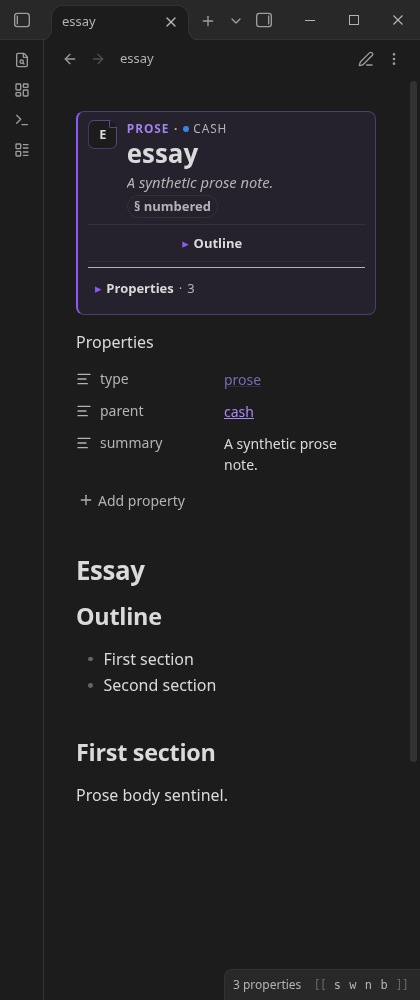 essay
essay
E
PROSE · CASH
essay
A synthetic prose note.
§ numbered
▸ Outline
▸ Properties · 3
Properties
type prose
parent cash
summary A synthetic prose
note.
+ Add property
Essay
Outline
• First section
• Second section
First section
Prose body sentinel.
3 properties [[ s w n b ]]